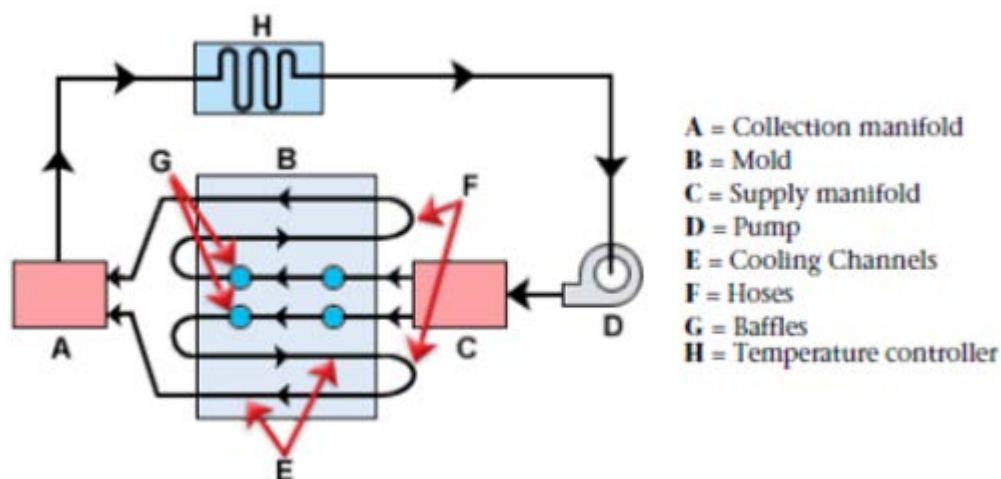 H
G
B
F
A
C
D
E
A = Collection manifold
B = Mold
C = Supply manifold
D = Pump
E = Cooling Channels
F = Hoses
G = Baffles
H = Temperature controller